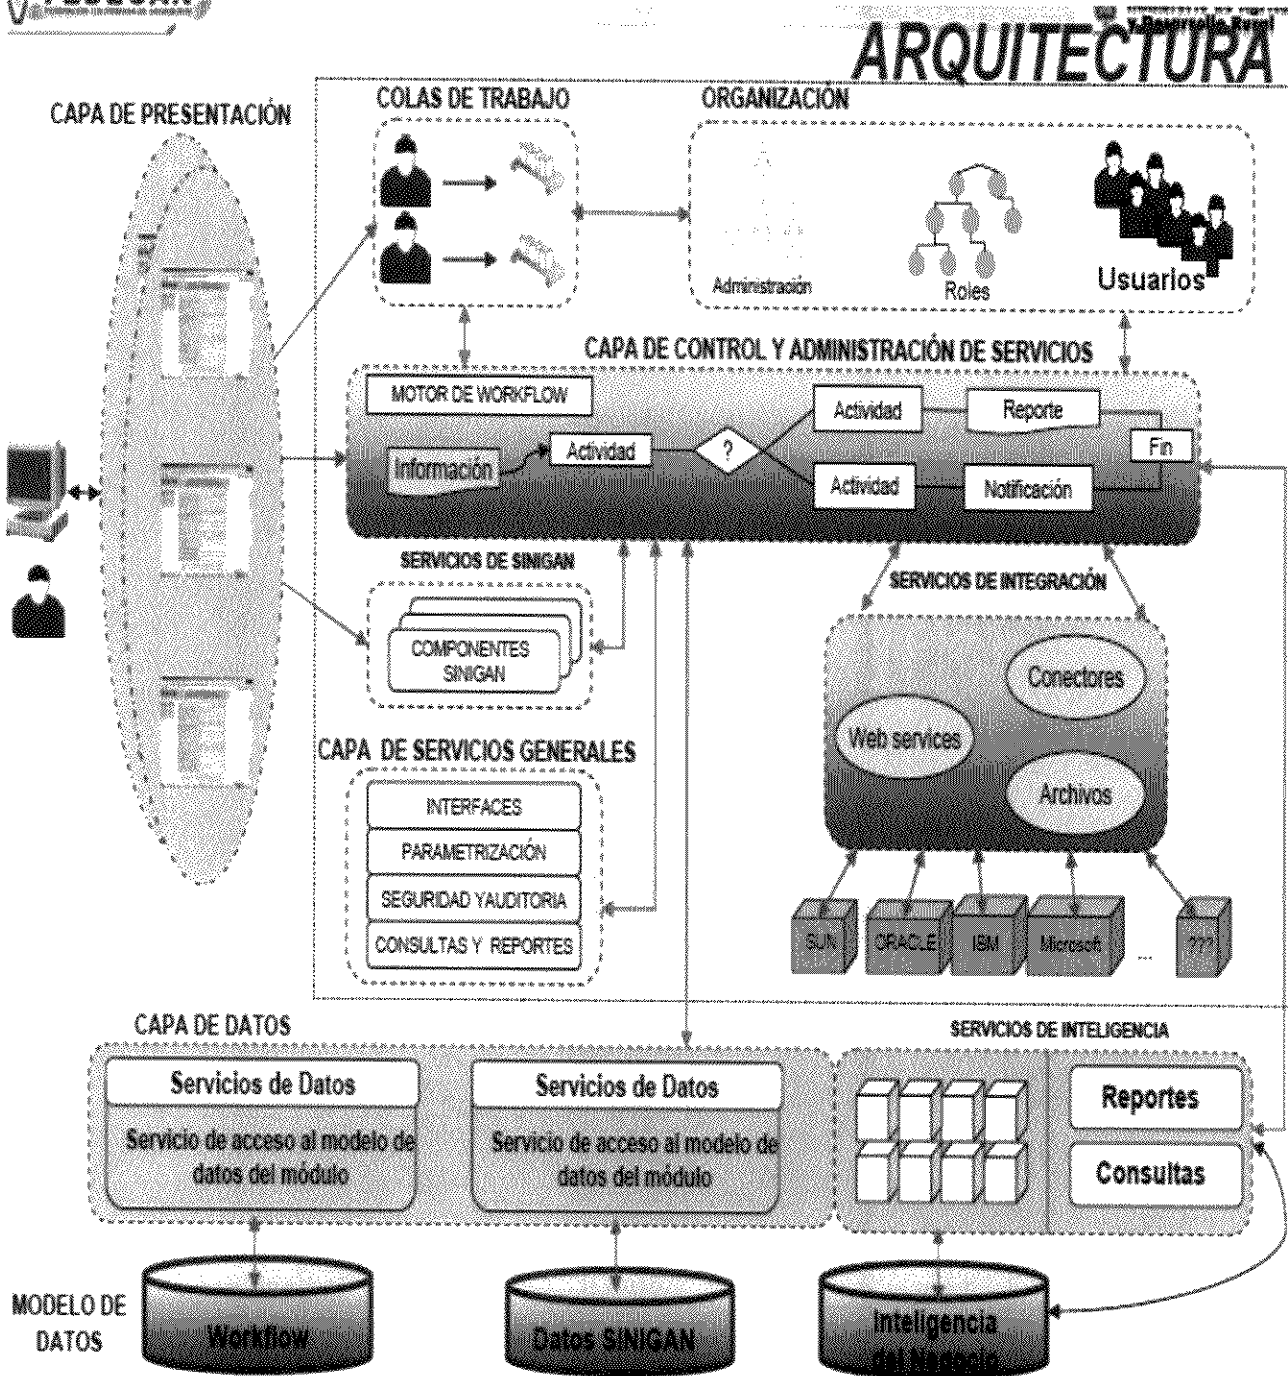 y Desarrollo Rural
ARQUITECTURA
CAPA DE PRESENTACIÓN
COLAS DE TRABAJO
ORGANIZACIÓN
Administración
Roles
Usuarios
CAPA DE CONTROL Y ADMINISTRACIÓN DE SERVICIOS
MOTOR DE WORKFLOW
Información
Actividad
?
Actividad
Reporte
Actividad
Notificación
Fin
SERVICIOS DE SINIGAN
COMPONENTES
SINIGAN
SERVICIOS DE INTEGRACIÓN
Conectores
Web services
Archivos
CAPA DE SERVICIOS GENERALES
INTERFACES
PARAMETRIZACIÓN
SEGURIDAD YAUDITORIA
CONSULTAS Y REPORTES
SUN
ORACLE
IBM
Microsoft
...
???
CAPA DE DATOS
Servicios de Datos
Servicio de acceso al modelo de
datos del módulo
Servicios de Datos
Servicio de acceso al modelo de
datos del módulo
SERVICIOS DE INTELIGENCIA
Reportes
Consultas
MODELO DE
DATOS
Workflow
Datos SINIGAN
Inteligencia
del Negocio